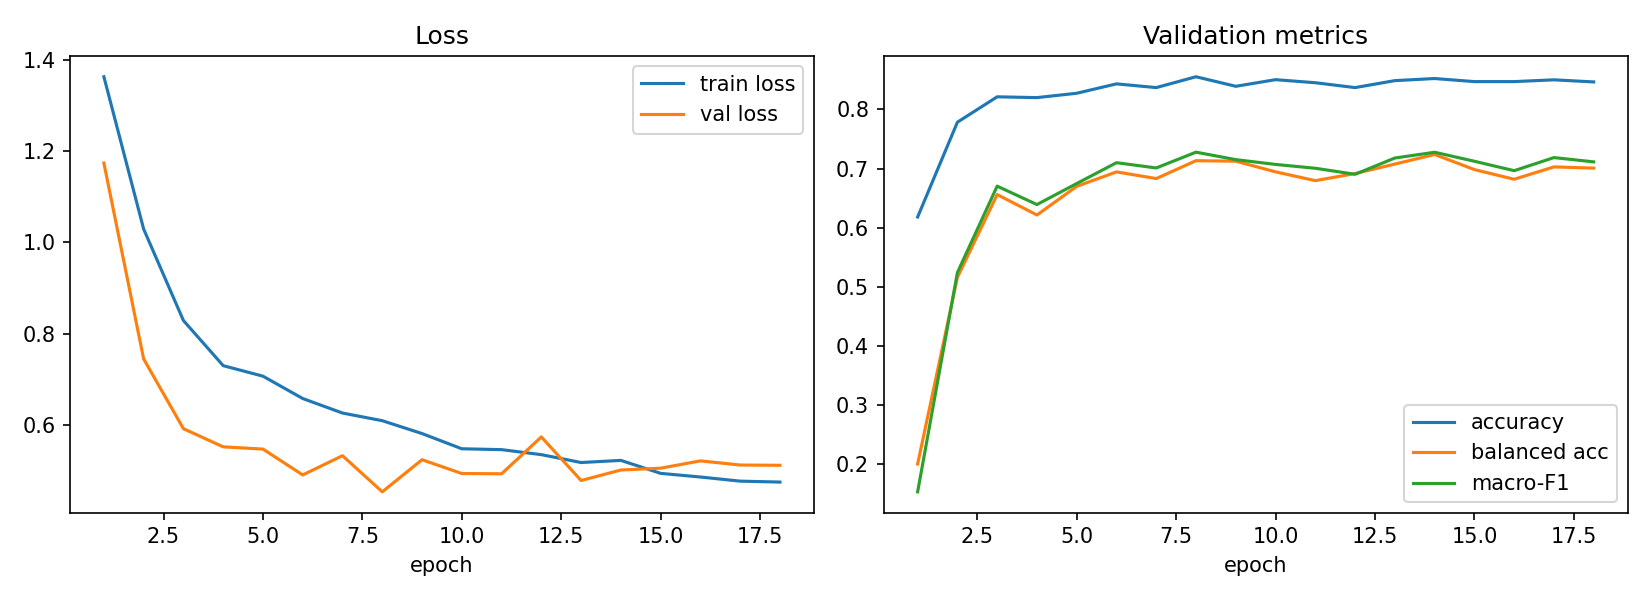 Loss
1.4
1.2
1.0
0.8
0.6
train loss
val loss
2.5
5.0
7.5
10.0
12.5
15.0
17.5
epoch
Validation metrics
0.8
0.7
0.6
0.5
0.4
0.3
0.2
accuracy
balanced acc
macro-F1
2.5
5.0
7.5
10.0
12.5
15.0
17.5
epoch